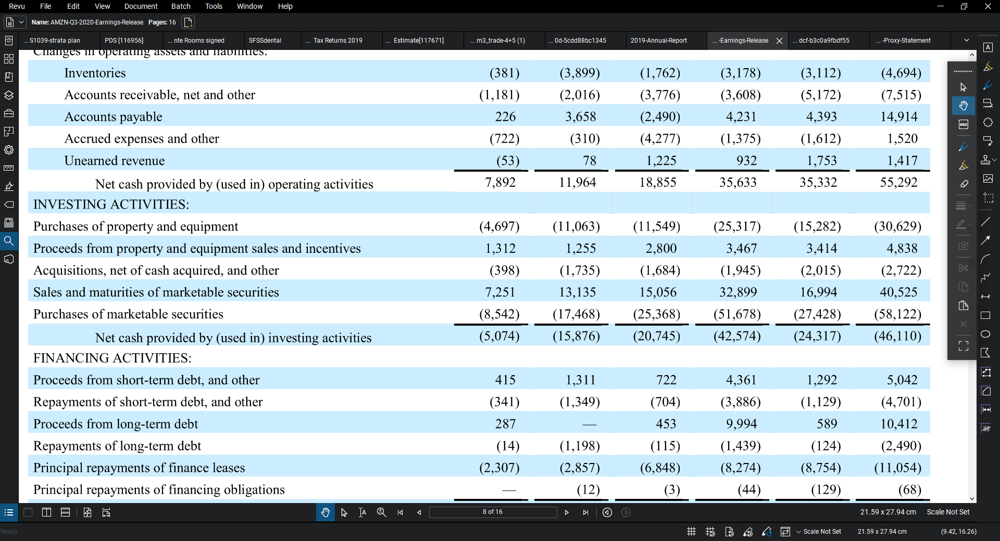 Revu File Edit View Document Batch Tools Window Help
Name: AMZN-Q3-2020-Earnings-Release Pages: 16
... S1039-strata plan PDS [116956] ... nte Rooms signed SFSSdental ... Tax Returns 2019 ... Estimate[117671] ... m3_trade-4+5 (1) ... 0d-5cdd88bc1345 2019-Annual-Report ... -Earnings-Release ... dcf-b3c0a9fbdf55 ... -Proxy-Statement
Changes in operating assets and liabilities:
Inventories (381) (3,899) (1,762) (3,178) (3,112) (4,694)
Accounts receivable, net and other (1,181) (2,016) (3,776) (3,608) (5,172) (7,515)
Accounts payable 226 3,658 (2,490) 4,231 4,393 14,914
Accrued expenses and other (722) (310) (4,277) (1,375) (1,612) 1,520
Unearned revenue (53) 78 1,225 932 1,753 1,417
Net cash provided by (used in) operating activities 7,892 11,964 18,855 35,633 35,332 55,292
INVESTING ACTIVITIES:
Purchases of property and equipment (4,697) (11,063) (11,549) (25,317) (15,282) (30,629)
Proceeds from property and equipment sales and incentives 1,312 1,255 2,800 3,467 3,414 4,838
Acquisitions, net of cash acquired, and other (398) (1,735) (1,684) (1,945) (2,015) (2,722)
Sales and maturities of marketable securities 7,251 13,135 15,056 32,899 16,994 40,525
Purchases of marketable securities (8,542) (17,468) (25,368) (51,678) (27,428) (58,122)
Net cash provided by (used in) investing activities (5,074) (15,876) (20,745) (42,574) (24,317) (46,110)
FINANCING ACTIVITIES:
Proceeds from short-term debt, and other 415 1,311 722 4,361 1,292 5,042
Repayments of short-term debt, and other (341) (1,349) (704) (3,886) (1,129) (4,701)
Proceeds from long-term debt 287 — 453 9,994 589 10,412
Repayments of long-term debt (14) (1,198) (115) (1,439) (124) (2,490)
Principal repayments of finance leases (2,307) (2,857) (6,848) (8,274) (8,754) (11,054)
Principal repayments of financing obligations — (12) (3) (44) (129) (68)
esc
8 of 16
21.59 x 27.94 cm Scale Not Set
Ready
Scale Not Set 21.59 x 27.94 cm (9.42, 16.26)